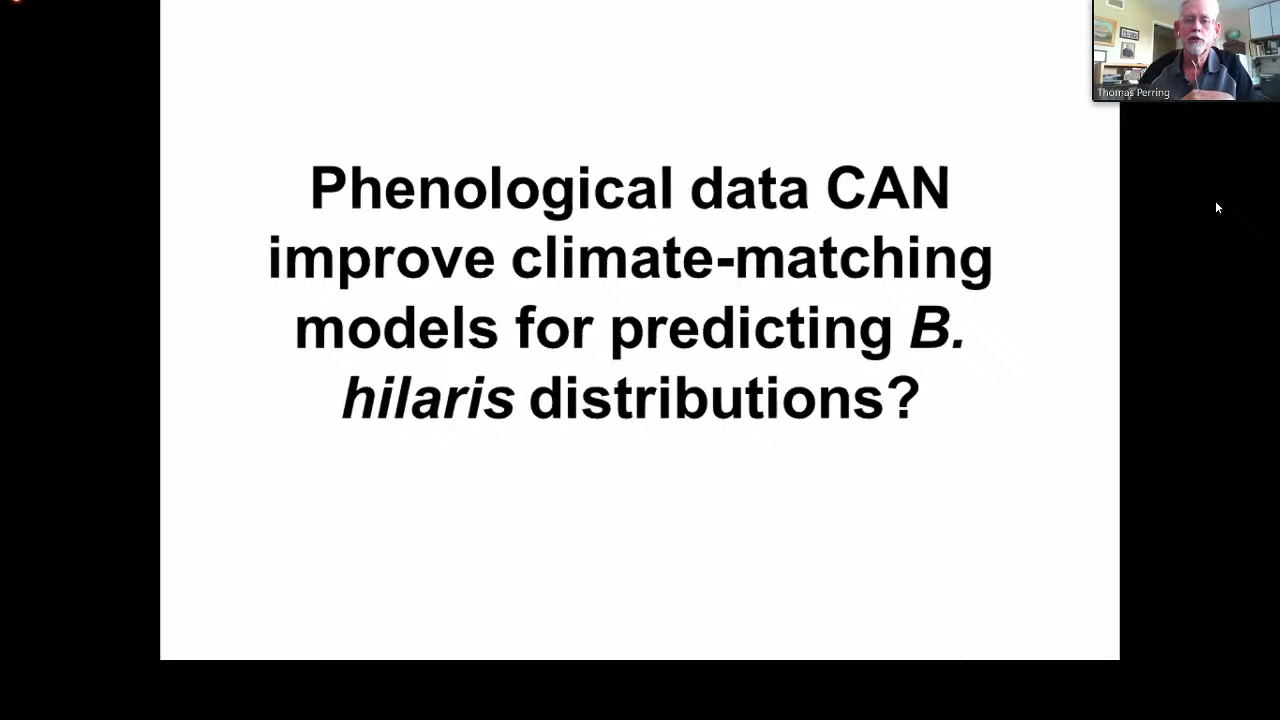 Thomas Perring
Phenological data CAN
improve climate-matching
models for predicting B.
hilaris distributions?